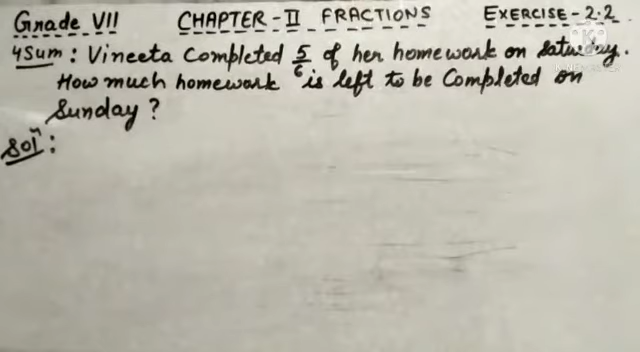 Grade VII CHAPTER-II FRACTIONS EXERCISE-2.2
4Sum: Vineeta Completed 5/6 of her homework on Saturday.
How much homework is left to be Completed on
Sunday?
Solⁿ: